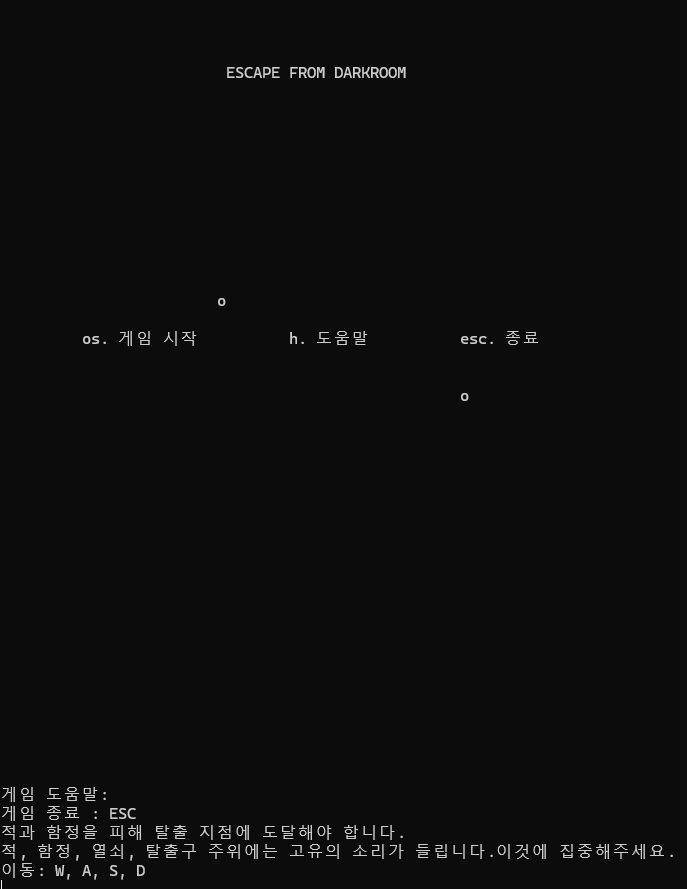 ESCAPE FROM DARKROOM
o
os. 게임 시작 h. 도움말 esc. 종료
o
게임 도움말:
게임 종료 : ESC
적과 함정을 피해 탈출 지점에 도달해야 합니다.
적, 함정, 열쇠, 탈출구 주위에는 고유의 소리가 들립니다.이것에 집중해주세요.
이동: W, A, S, D